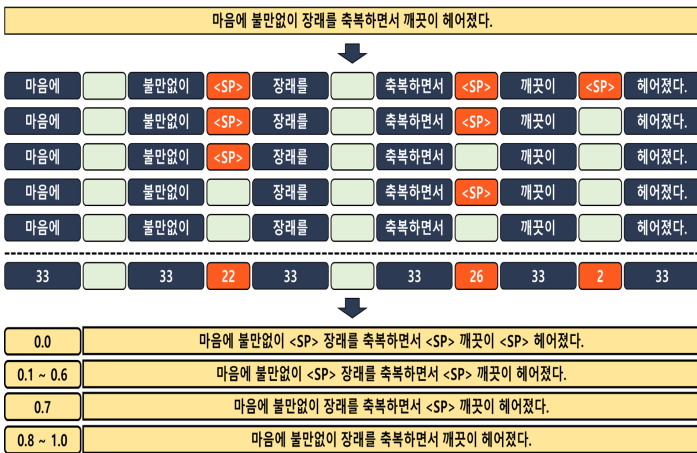 마음에 불만없이 장래를 축복하면서 깨끗이 헤어졌다.
마음에 불만없이 <SP> 장래를 축복하면서 <SP> 깨끗이 <SP> 헤어졌다.
마음에 불만없이 <SP> 장래를 축복하면서 <SP> 깨끗이 헤어졌다.
마음에 불만없이 <SP> 장래를 축복하면서 깨끗이 헤어졌다.
마음에 불만없이 장래를 축복하면서 <SP> 깨끗이 헤어졌다.
마음에 불만없이 장래를 축복하면서 깨끗이 헤어졌다.
33 33 22 33 33 26 33 2 33
0.0 마음에 불만없이 <SP> 장래를 축복하면서 <SP> 깨끗이 <SP> 헤어졌다.
0.1 ~ 0.6 마음에 불만없이 <SP> 장래를 축복하면서 <SP> 깨끗이 헤어졌다.
0.7 마음에 불만없이 장래를 축복하면서 <SP> 깨끗이 헤어졌다.
0.8 ~ 1.0 마음에 불만없이 장래를 축복하면서 깨끗이 헤어졌다.